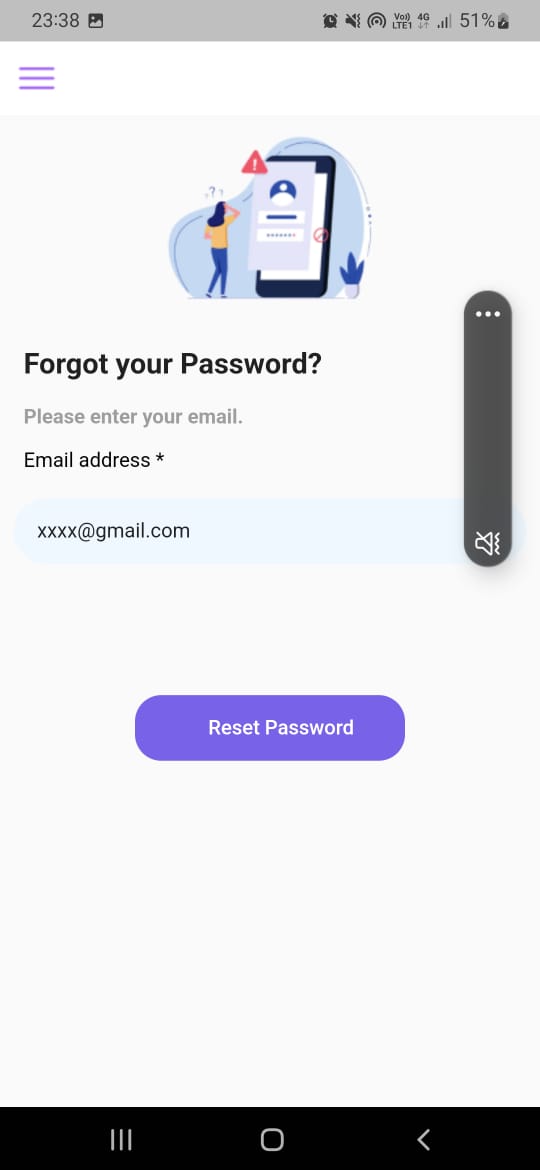 23:38
Vo)) 4G
LTE1
51%
Forgot your Password?
Please enter your email.
Email address *
xxxx@gmail.com
Reset Password